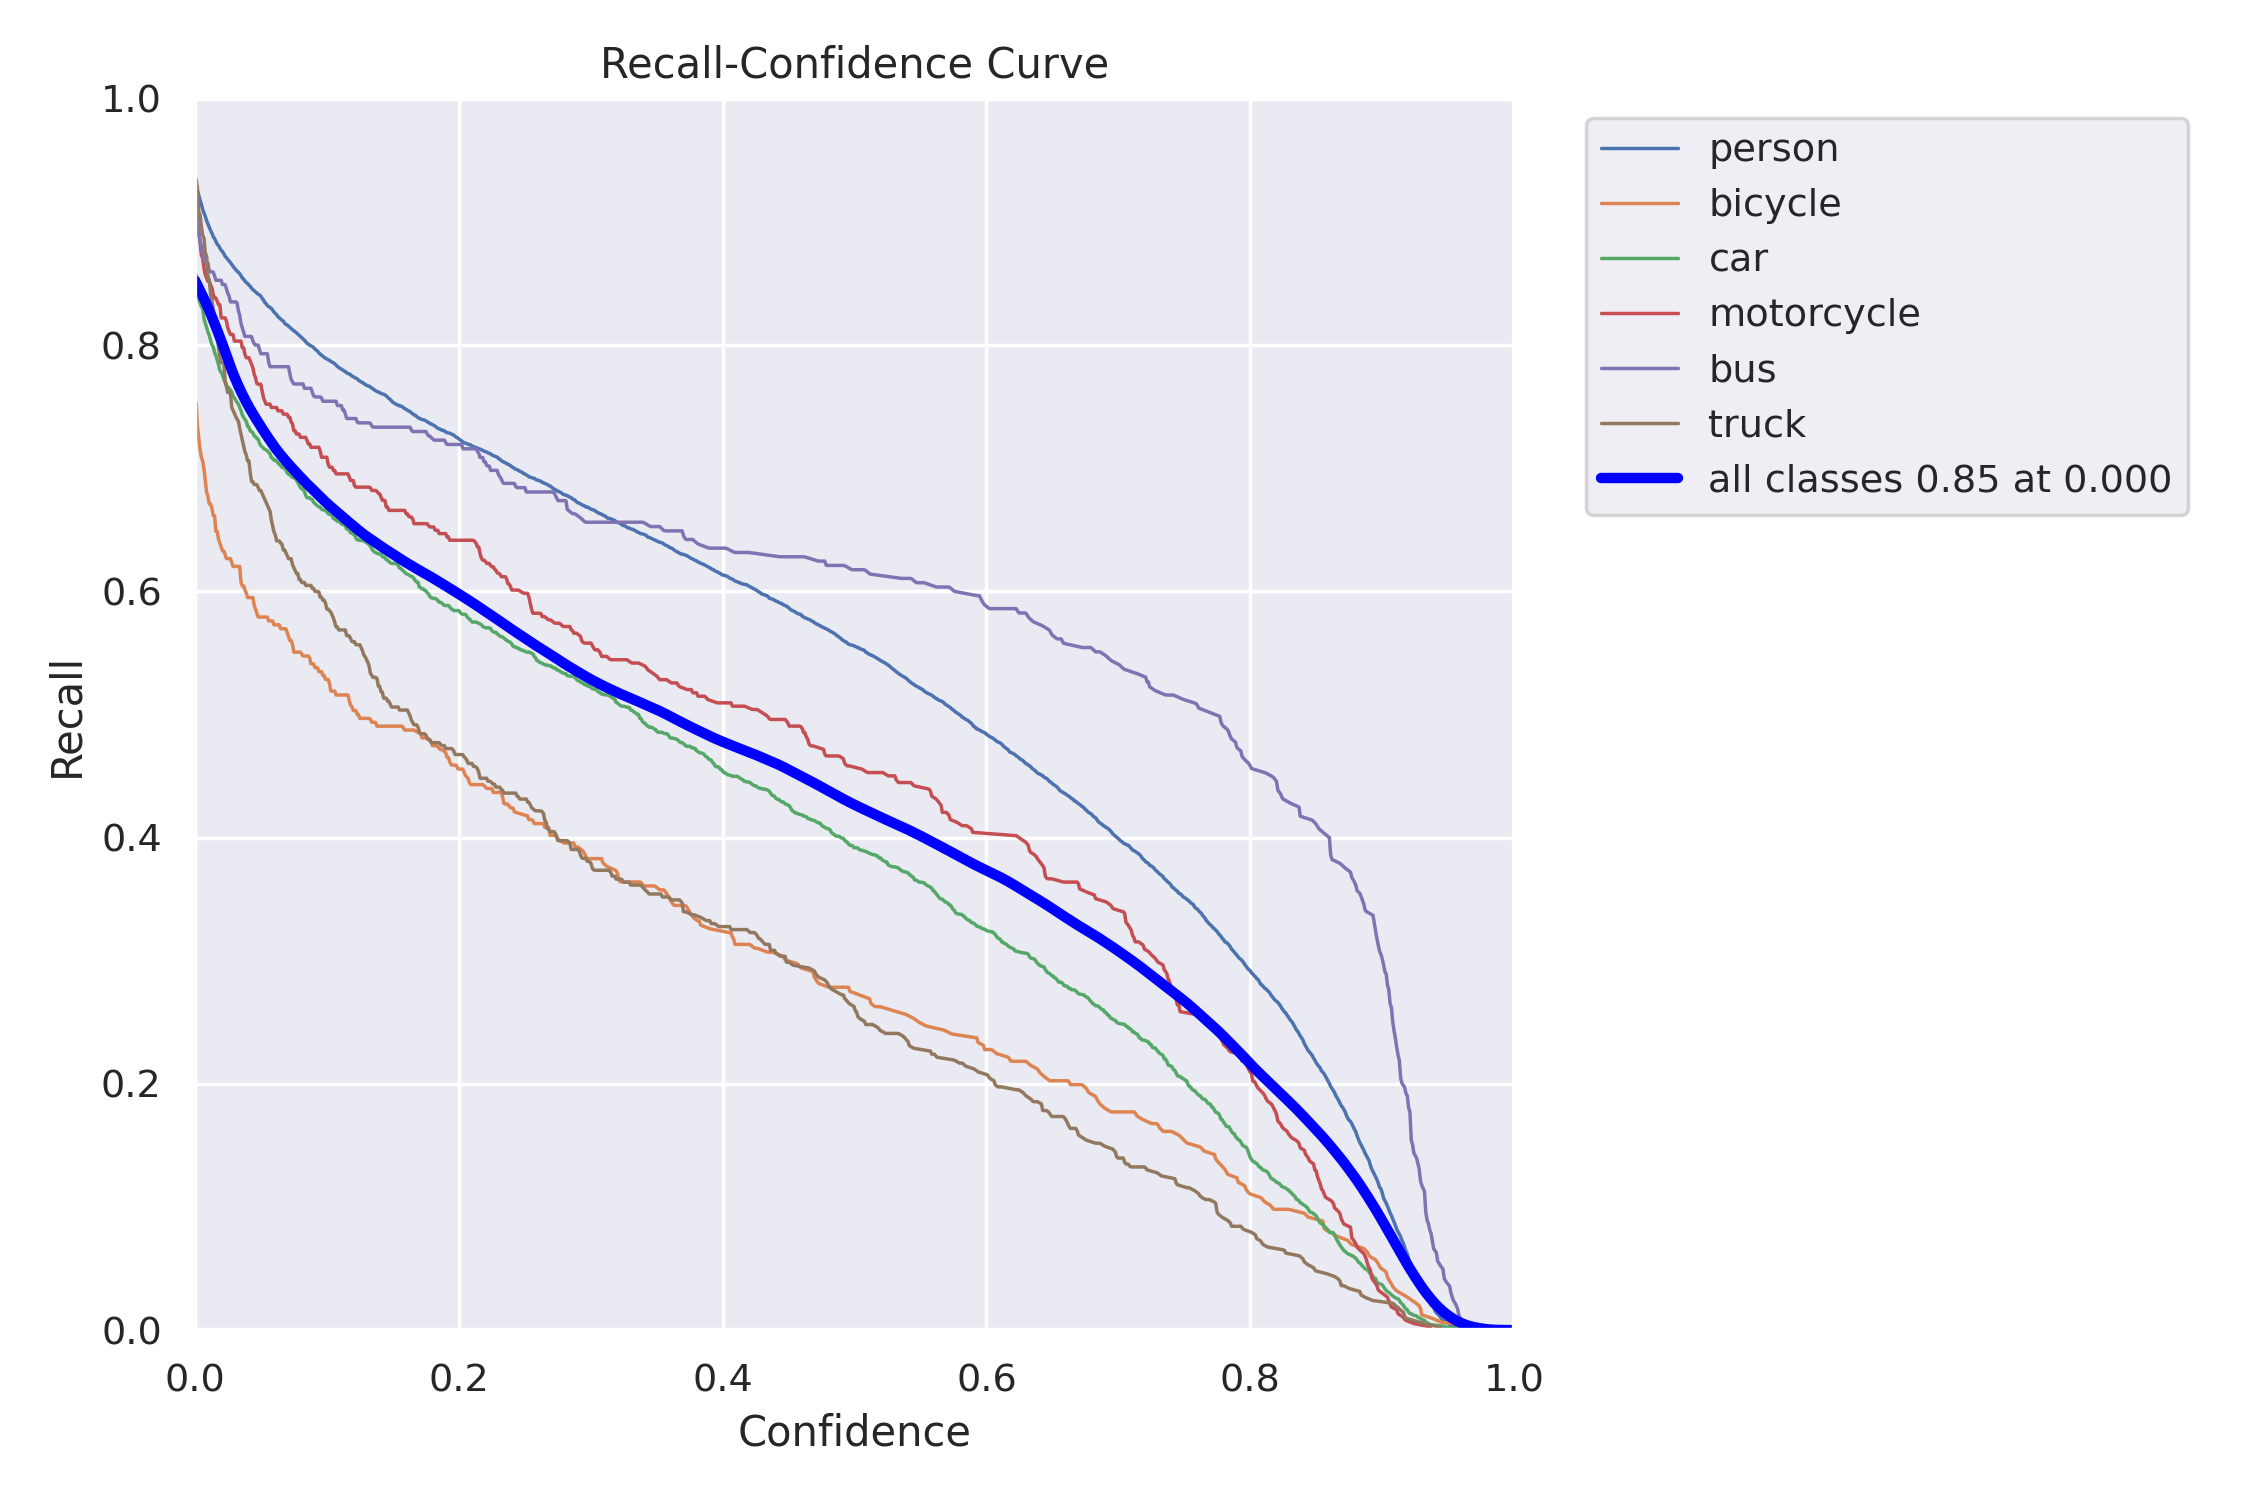 Recall-Confidence Curve
1.0
0.8
0.6
0.4
0.2
0.0
Recall
0.0 0.2 0.4 0.6 0.8 1.0
Confidence
person
bicycle
car
motorcycle
bus
truck
all classes 0.85 at 0.000